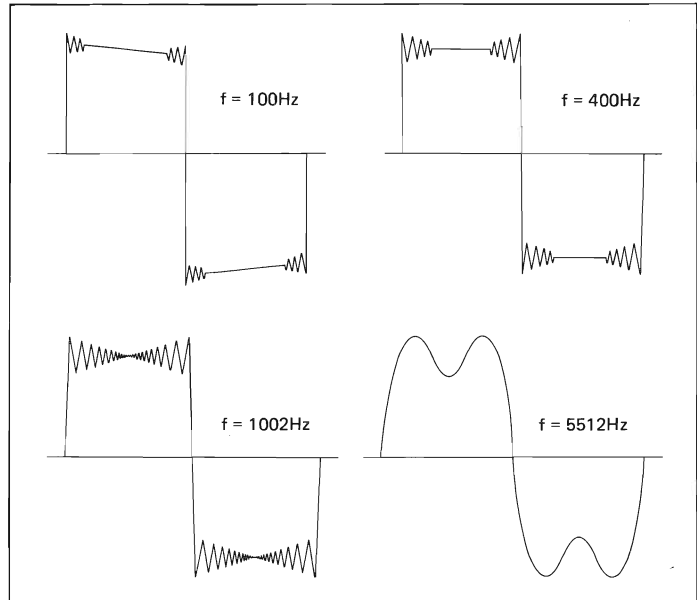 f = 100Hz
f = 400Hz
f = 1002Hz
f = 5512Hz